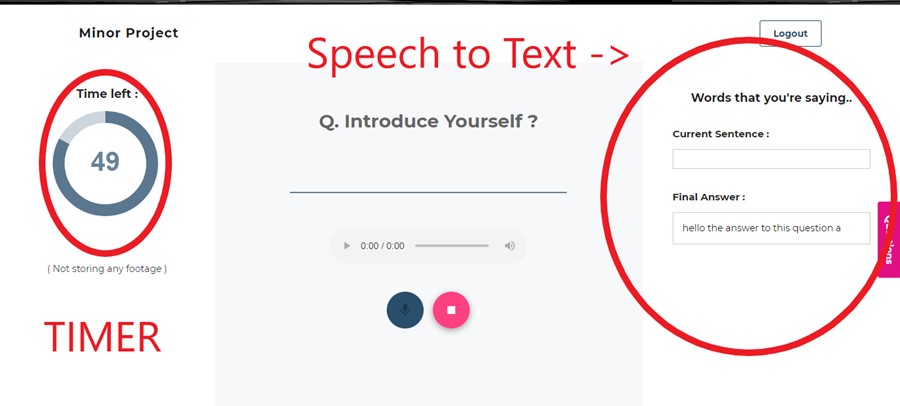 Minor Project
Logout
Speech to Text ->
Time left :
49
( Not storing any footage )
TIMER
Q. Introduce Yourself ?
0:00 / 0:00
Words that you're saying..
Current Sentence :
Final Answer :
hello the answer to this question a